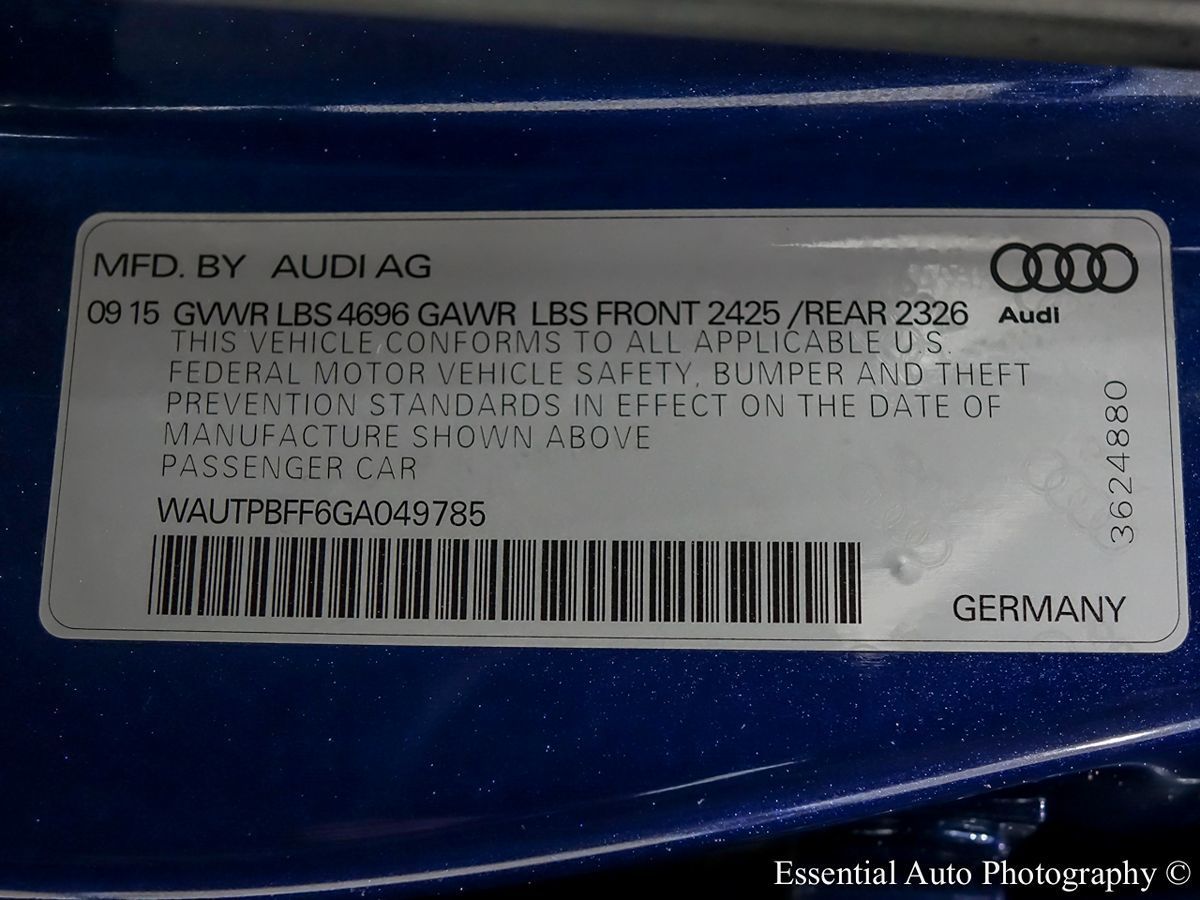 MFD. BY AUDI AG
09 15 GVWR LBS 4696 GAWR LBS FRONT 2425 /REAR 2326
Audi
THIS VEHICLE CONFORMS TO ALL APPLICABLE U.S.
FEDERAL MOTOR VEHICLE SAFETY, BUMPER AND THEFT
PREVENTION STANDARDS IN EFFECT ON THE DATE OF
MANUFACTURE SHOWN ABOVE
PASSENGER CAR
WAUTPBFF6GA049785
3624880
GERMANY
Essential Auto Photography ©